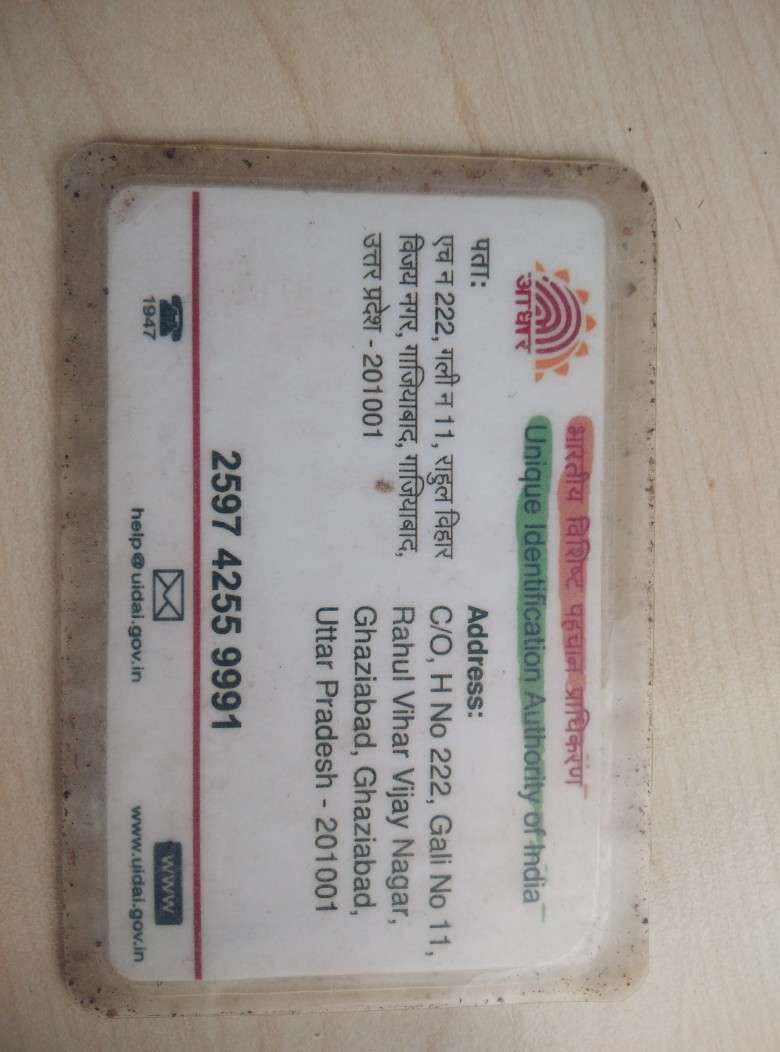 भारतीय विशिष्ट पहचान प्राधिकरण
Unique Identification Authority of India
आधार
पता:
एच न 222, गली न 11, राहुल विहार
विजय नगर, गाजियाबाद, गाजियाबाद,
उत्तर प्रदेश - 201001
Address:
C/O, H No 222, Gali No 11,
Rahul Vihar Vijay Nagar,
Ghaziabad, Ghaziabad,
Uttar Pradesh - 201001
2597 4255 9991
1947
help@uidai.gov.in
WWW
www.uidai.gov.in